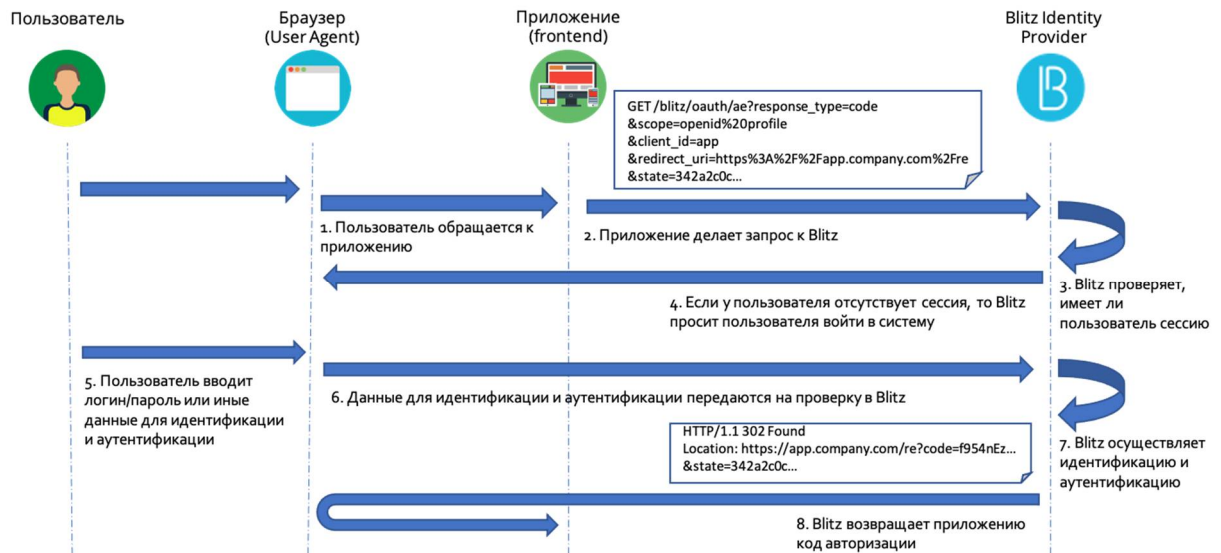 Пользователь
Браузер
(User Agent)
Приложение
(frontend)
Blitz Identity
Provider
GET /blitz/oauth/ae?response_type=code
&scope=openid%20profile
&client_id=app
&redirect_uri=https%3A%2F%2Fapp.company.com%2Fre
&state=342a2c0c...
1. Пользователь обращается к
приложению
2. Приложение делает запрос к Blitz
3. Blitz проверяет,
имеет ли
пользователь сессию
4. Если у пользователя отсутствует сессия, то Blitz
просит пользователя войти в систему
5. Пользователь вводит
логин/пароль или иные
данные для идентификации
и аутентификации
6. Данные для идентификации и аутентификации передаются на проверку в Blitz
HTTP/1.1 302 Found
Location: https://app.company.com/re?code=f954nEz...
&state=342a2c0c...
7. Blitz осуществляет
идентификацию и
аутентификацию
8. Blitz возвращает приложению
код авторизации